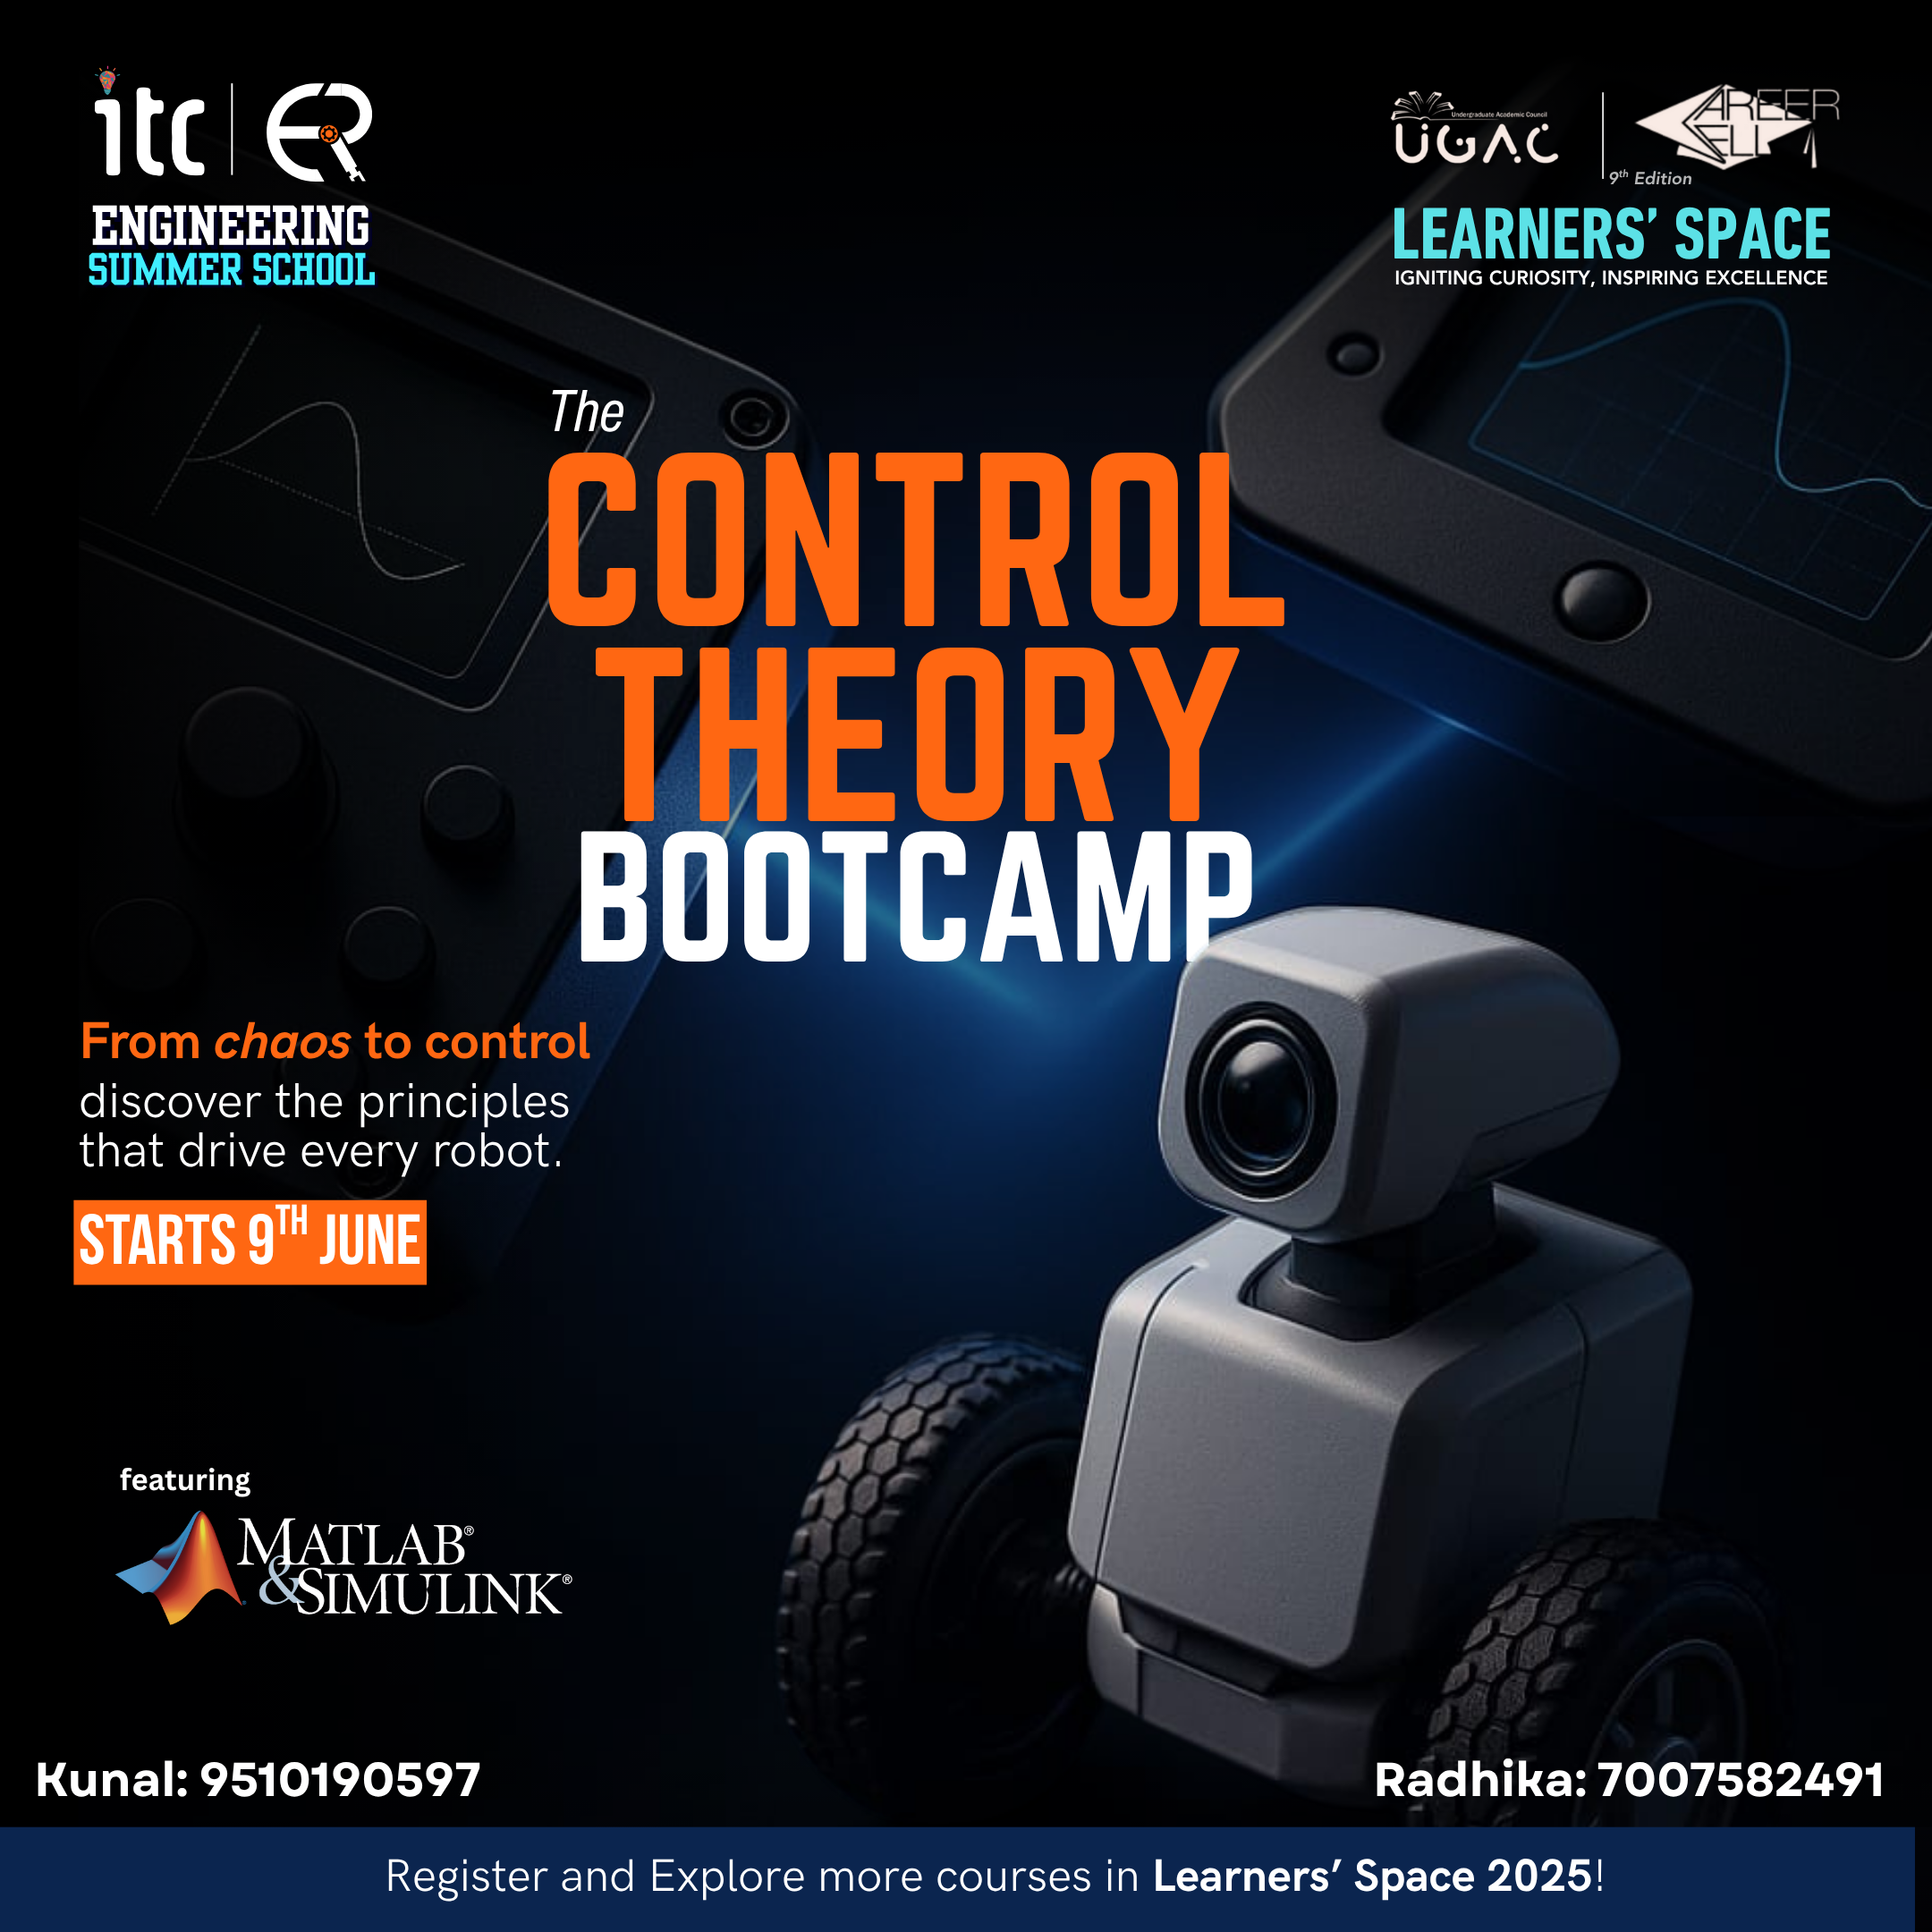 itc
ENGINEERING
SUMMER SCHOOL
Undergraduate Academic Council
UGAC
CAREER
CELL
9th Edition
LEARNERS' SPACE
IGNITING CURIOSITY, INSPIRING EXCELLENCE
The
CONTROL
THEORY
BOOTCAMP
From chaos to control
discover the principles
that drive every robot.
STARTS 9TH JUNE
featuring
MATLAB®
&SIMULINK®
Kunal: 9510190597
Radhika: 7007582491
Register and Explore more courses in Learners' Space 2025!